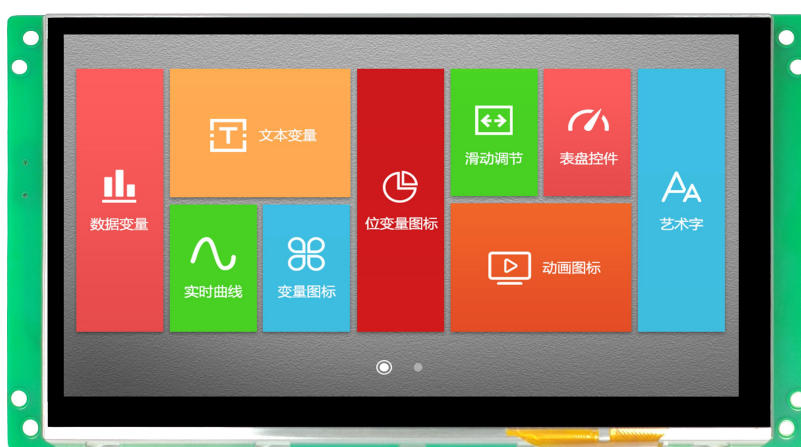 数据变量
文本变量
实时曲线
变量图标
位变量图标
滑动调节
表盘控件
动画图标
艺术字